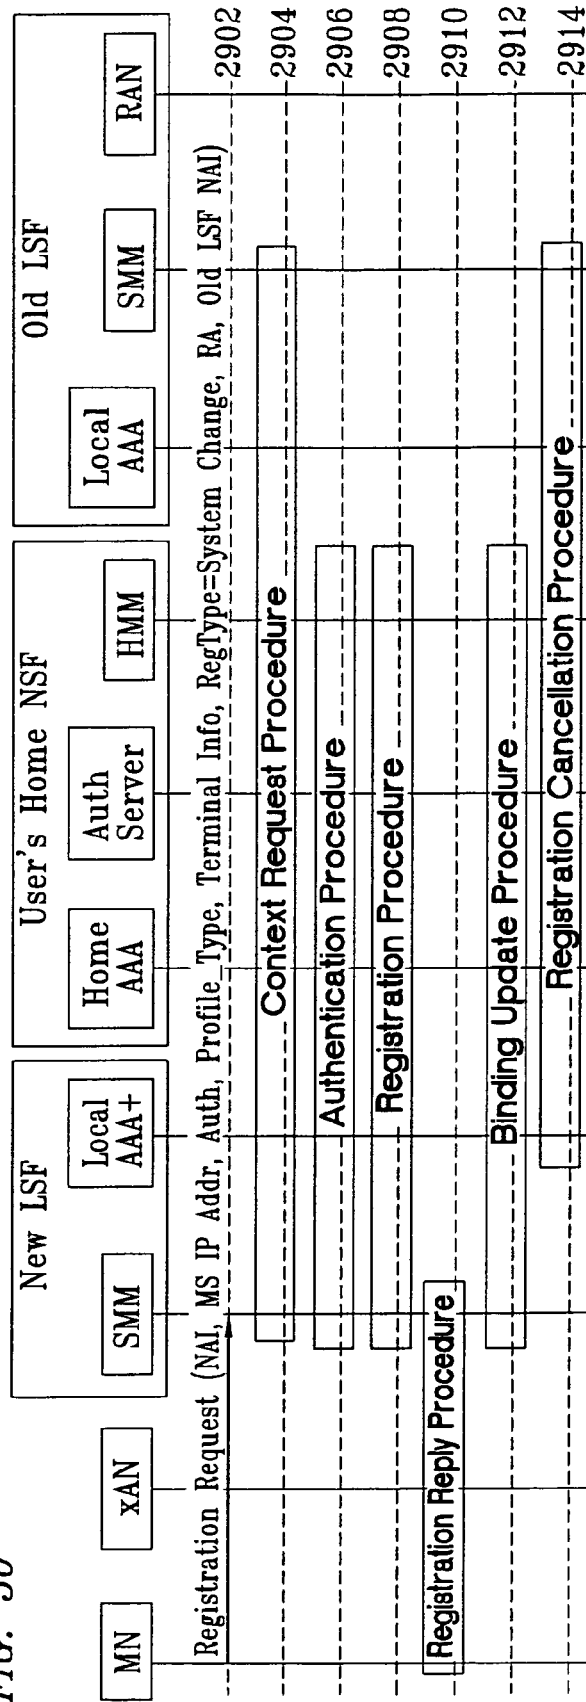 FIG. 30
New LSF
User's Home NSF
Old LSF
MN
xAN
SMM
Local
AAA+
Home
AAA
Auth
Server
HMM
Local
AAA
SMM
RAN
Registration Request (NAI, MS IP Addr, Auth, Profile_Type, Terminal Info, RegType=System Change, RA, Old LSF NAI)
2902
Context Request Procedure
2904
Authentication Procedure
2906
Registration Procedure
2908
Registration Reply Procedure
2910
Binding Update Procedure
2912
Registration Cancellation Procedure
2914